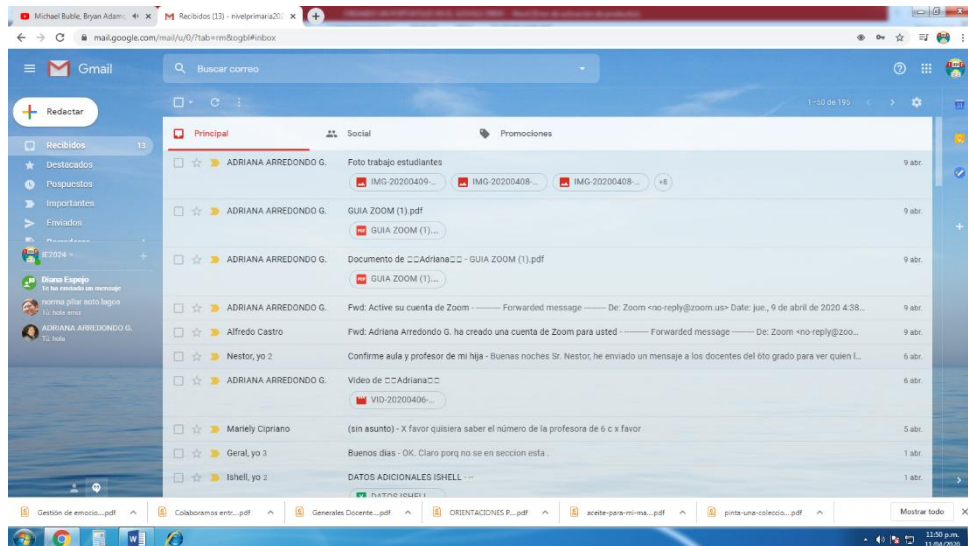 Michael Buble, Bryan Adam
Recibidos (13) - nivelprimaria202
mail.google.com/mail/u/0/?tab=rm&ogbl#inbox
Gmail
Buscar correo
Redactar
1–50 de 195
Principal
Social
Promociones
Recibidos 13
Destacados
Pospuestos
Importantes
Enviados
IE2024
Diana Espejo
Te ha enviado un mensaje
norma pilar soto lagos
Tú: hola
ADRIANA ARREDONDO G.
Tú: hola
ADRIANA ARREDONDO G. Foto trabajo estudiantes 9 abr.
IMG-20200409-... IMG-20200408-... IMG-20200408-... +8
ADRIANA ARREDONDO G. GUIA ZOOM (1).pdf 9 abr.
GUIA ZOOM (1)....
ADRIANA ARREDONDO G. Documento de □□Adriana□□ - GUIA ZOOM (1).pdf 9 abr.
GUIA ZOOM (1)....
ADRIANA ARREDONDO G. Fwd: Active su cuenta de Zoom - ---------- Forwarded message ---------- De: Zoom <no-reply@zoom.us> Date: jue., 9 de abril de 2020 4:38... 9 abr.
Alfredo Castro Fwd: Adriana Arredondo G. ha creado una cuenta de Zoom para usted - ---------- Forwarded message ---------- De: Zoom <no-reply@zoo... 9 abr.
Nestor, yo 2 Confirme aula y profesor de mi hija - Buenas noches Sr. Nestor, he enviado un mensaje a los docentes del 6to grado para ver quien l... 6 abr.
ADRIANA ARREDONDO G. Video de □□Adriana□□ 6 abr.
VID-20200406-...
Mariely Cipriano (sin asunto) - X favor quisiera saber el número de la profesora de 6 c x favor 5 abr.
Geral, yo 3 Buenos dias - OK. Claro porq no se en seccion esta . 1 abr.
Ishell, yo 2 DATOS ADICIONALES ISHELL - -- 1 abr.
DATOS ISHELL
Gestión de emocio....pdf
Colaboramos entr...pdf
Generales Docente....pdf
ORIENTACIONES P....pdf
aceite-para-mi-ma....pdf
pinta-una-coleccio....pdf
Mostrar todo
11:50 p.m.
11/04/2020